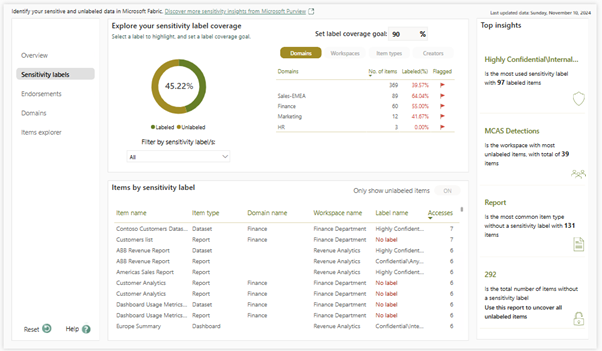 Identify your sensitive and unlabeled data in Microsoft Fabric. Discover more sensitivity insights from Microsoft Purview
Last updated data: Sunday, November 10, 2024
Overview
Sensitivity labels
Endorsements
Domains
Items explorer
Reset
Help
Explore your sensitivity label coverage
Select a label to highlight, and set a label coverage goal.
Set label coverage goal: 90 %
45.22%
Labeled Unlabeled
Filter by sensitivity label/s:
All
Domains Workspaces Item types Creators
Domains No. of items Labeled(%) Flagged
369 39.57%
Sales-EMEA 89 64.04%
Finance 60 55.00%
Marketing 12 41.67%
HR 3 0.00%
Items by sensitivity label
Only show unlabeled items ON
Item name Item type Domain name Workspace name Label name Accesses
Contoso Customers Datas... Dataset Finance Finance Department Highly Confident... 7
Customers list Report Finance Finance Department No label 7
ABB Revenue Report Dataset Revenue Analytics Highly Confident... 6
ABB Revenue Report Report Revenue Analytics Confidential\Any... 6
Americas Sales Report Report Revenue Analytics Highly Confident... 6
Customer Analytics Report Finance Finance Department No label 6
Customer Analytics Report Finance Finance Department No label 6
Dashboard Usage Metrics... Dataset Finance Finance Department No label 6
Dashboard Usage Metrics... Report Finance Finance Department No label 6
Europe Summary Dashboard Revenue Analytics Confidential\Inte... 6
Top insights
Highly Confidential\Internal...
Is the most used sensitivity label
with 97 labeled items
MCAS Detections
Is the workspace with most
unlabeled items, with total of 39
items
Report
Is the most common item type
without a sensitivity label with 131
items
292
Is the total number of items without
a sensitivity label
Use this report to uncover all
unlabeled items